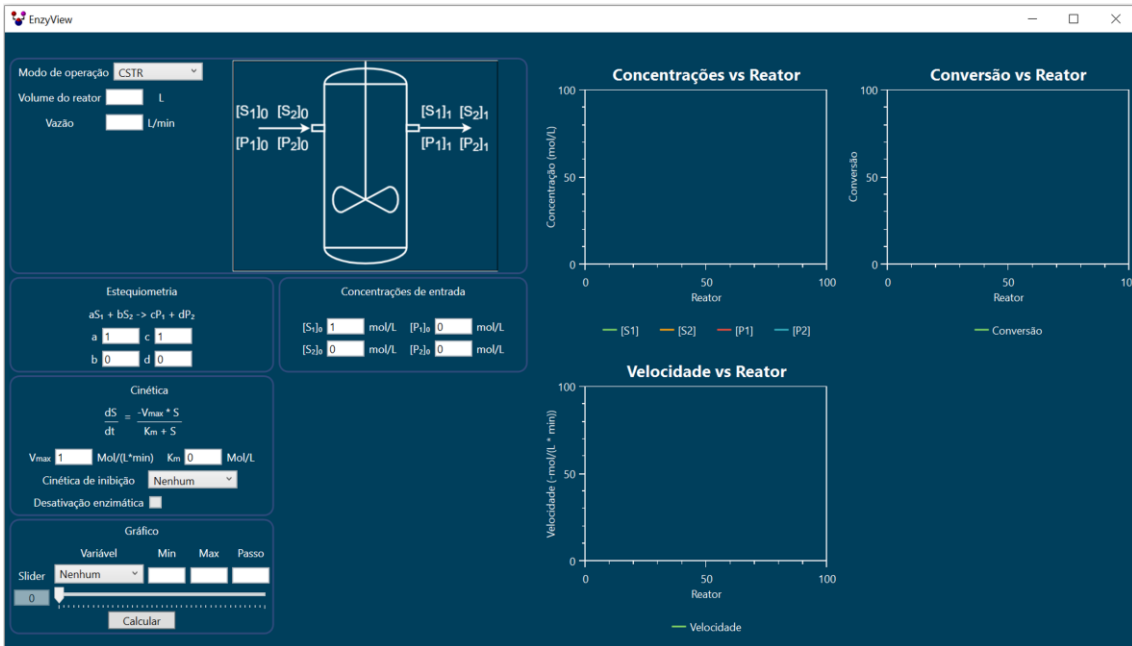 EnzyView
Modo de operação CSTR
Volume do reator L
Vazão L/min
[S1]0 [S2]0
[P1]0 [P2]0
[S1]1 [S2]1
[P1]1 [P2]1
Estequiometria
aS₁ + bS₂ -> cP₁ + dP₂
a 1 c 1
b 0 d 0
Concentrações de entrada
[S₁]₀ 1 mol/L [P₁]₀ 0 mol/L
[S₂]₀ 0 mol/L [P₂]₀ 0 mol/L
Cinética
dS
dt
=
-Vmax * S
Km + S
Vmax 1 Mol/(L*min) Km 0 Mol/L
Cinética de inibição Nenhum
Desativação enzimática
Gráfico
Variável Min Max Passo
Slider Nenhum
0
Calcular
Concentrações vs Reator
Concentração (mol/L)
100
50
0
0 50 100
Reator
[S1] [S2] [P1] [P2]
Conversão vs Reator
Conversão
100
50
0
0 50 10
Reator
Conversão
Velocidade vs Reator
Velocidade (-mol/(L * min))
100
50
0
0 50 100
Reator
Velocidade